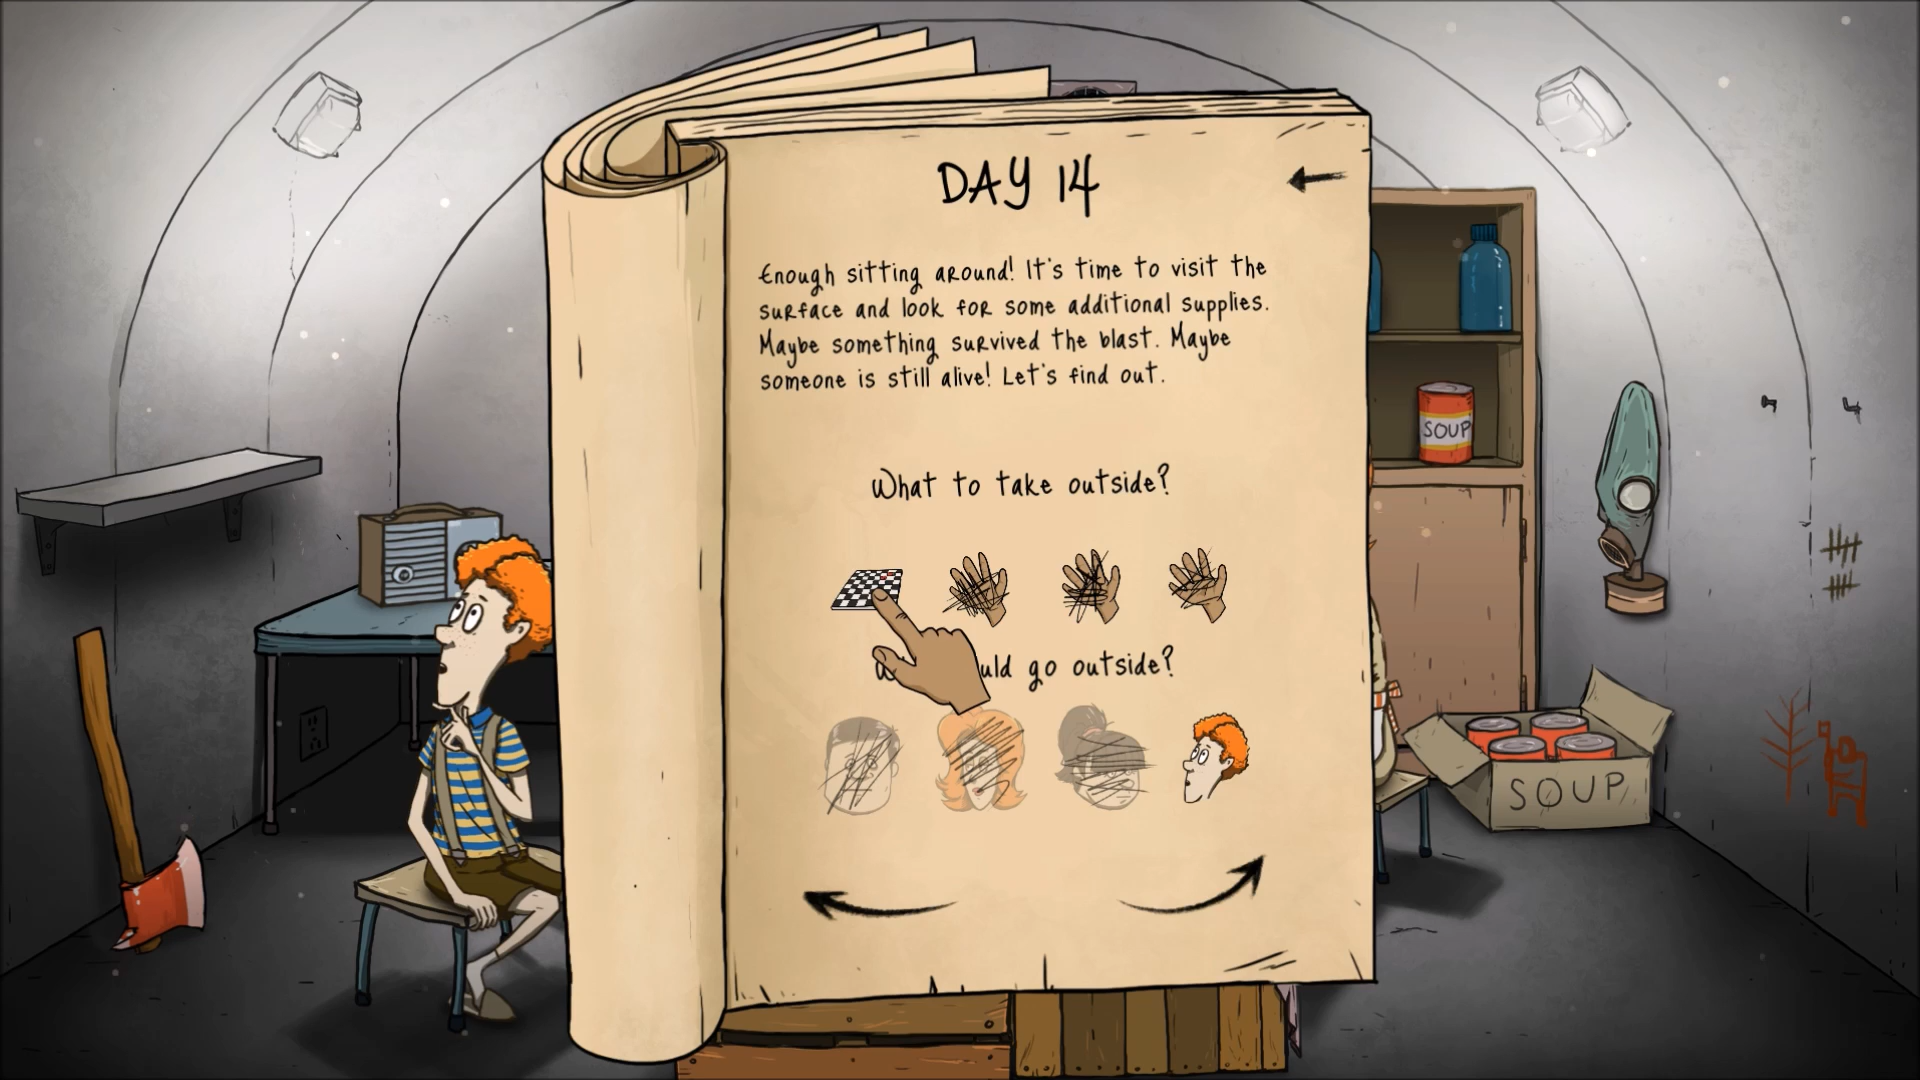 DAY 14
Enough sitting around! It's time to visit the
surface and look for some additional supplies.
Maybe something survived the blast. Maybe
someone is still alive! Let's find out.
What to take outside?
go outside?
SOUP
SOUP